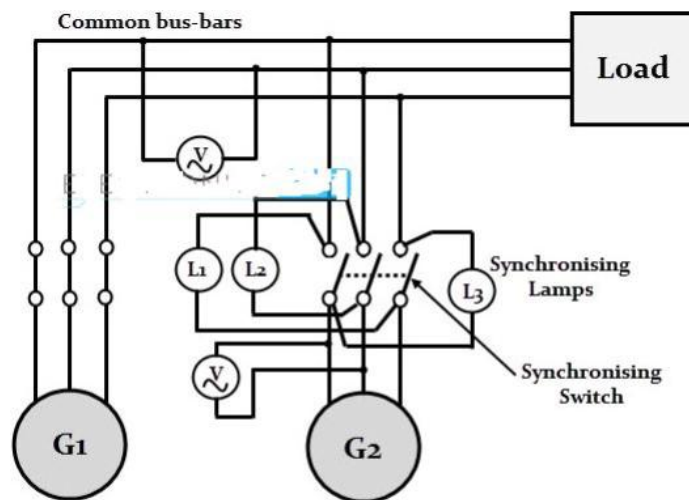 Common bus-bars
Load
V
L1
L2
L3
Synchronising
Lamps
V
Synchronising
Switch
G1
G2